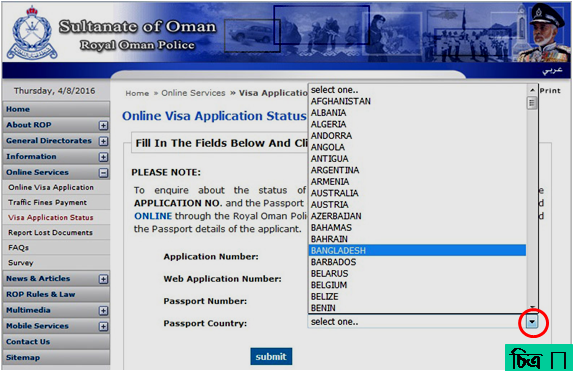 Sultanate of Oman
Royal Oman Police
عربي
Thursday, 4/8/2016
Home » Online Services » Visa Applicatio
Print
Home
About ROP
General Directorates
Information
Online Services
Online Visa Application
Traffic Fines Payment
Visa Application Status
Report Lost Documents
FAQs
Survey
News & Articles
ROP Rules & Law
Multimedia
Mobile Services
Contact Us
Sitemap
Online Visa Application Status
Fill In The Fields Below And Cli
PLEASE NOTE:
To enquire about the status of
APPLICATION NO. and the Passport
ONLINE through the Royal Oman Poli
the Passport details of the applicant.
Application Number:
Web Application Number:
Passport Number:
Passport Country:
select one..
AFGHANISTAN
ALBANIA
ALGERIA
ANDORRA
ANGOLA
ANTIGUA
ARGENTINA
ARMENIA
AUSTRALIA
AUSTRIA
AZERBAIJAN
BAHAMAS
BAHRAIN
BANGLADESH
BARBADOS
BELARUS
BELGIUM
BELIZE
BENIN
select one..
submit
চিত্র